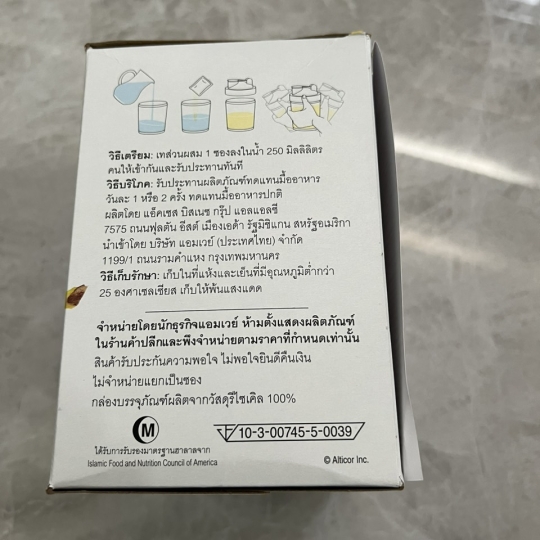 วิธีเตรียม: เทส่วนผสม 1 ซองลงในน้ำ 250 มิลลิลิตร
คนให้เข้ากันและรับประทานทันที
วิธีบริโภค: รับประทานผลิตภัณฑ์ทดแทนมื้ออาหาร
วันละ 1 หรือ 2 ครั้ง ทดแทนมื้ออาหารปกติ
ผลิตโดย แอ็คเซส บิสเนซ กรุ๊ป แอลแอลซี
7575 ถนนฟุลตัน อีสต์ เมืองเอด้า รัฐมิชิแกน สหรัฐอเมริกา
นำเข้าโดย บริษัท แอมเวย์ (ประเทศไทย) จำกัด
1199/1 ถนนรามคำแหง กรุงเทพมหานคร
วิธีเก็บรักษา: เก็บในที่แห้งและเย็นที่มีอุณหภูมิต่ำกว่า
25 องศาเซลเซียส เก็บให้พ้นแสงแดด
จำหน่ายโดยนักธุรกิจแอมเวย์ ห้ามตั้งแสดงผลิตภัณฑ์
ในร้านค้าปลีกและพึงจำหน่ายตามราคาที่กำหนดเท่านั้น
สินค้ารับประกันความพอใจ ไม่พอใจยินดีคืนเงิน
ไม่จำหน่ายแยกเป็นซอง
กล่องบรรจุภัณฑ์ผลิตจากวัสดุรีไซเคิล 100%
M
10-3-00745-5-0039
ได้รับการรับรองมาตรฐานฮาลาลจาก
Islamic Food and Nutrition Council of America
© Alticor Inc.